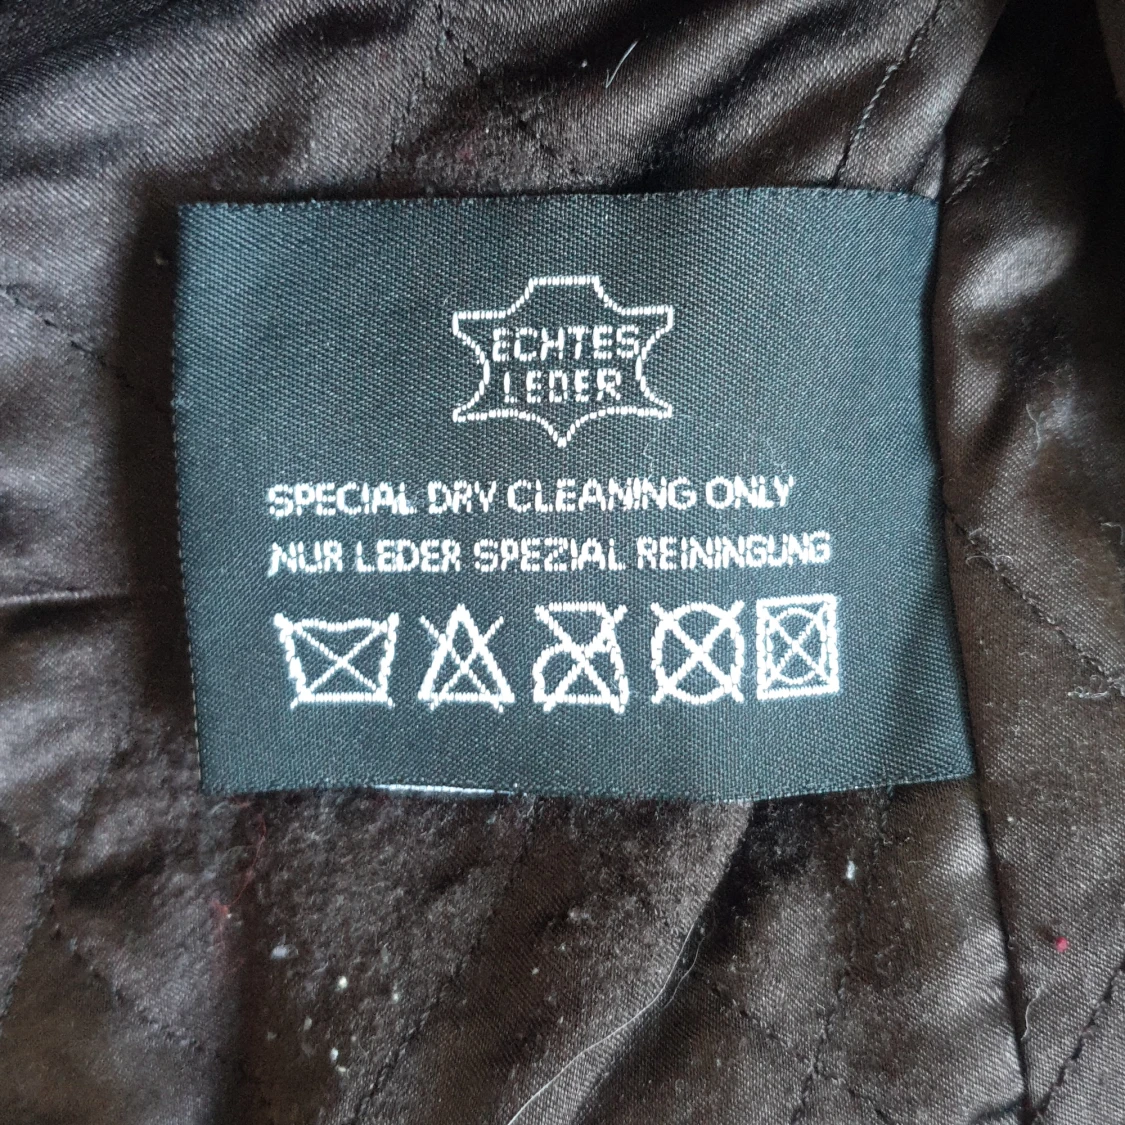 ECHTES
LEDER
SPECIAL DRY CLEANING ONLY
NUR LEDER SPEZIAL REININGUNG